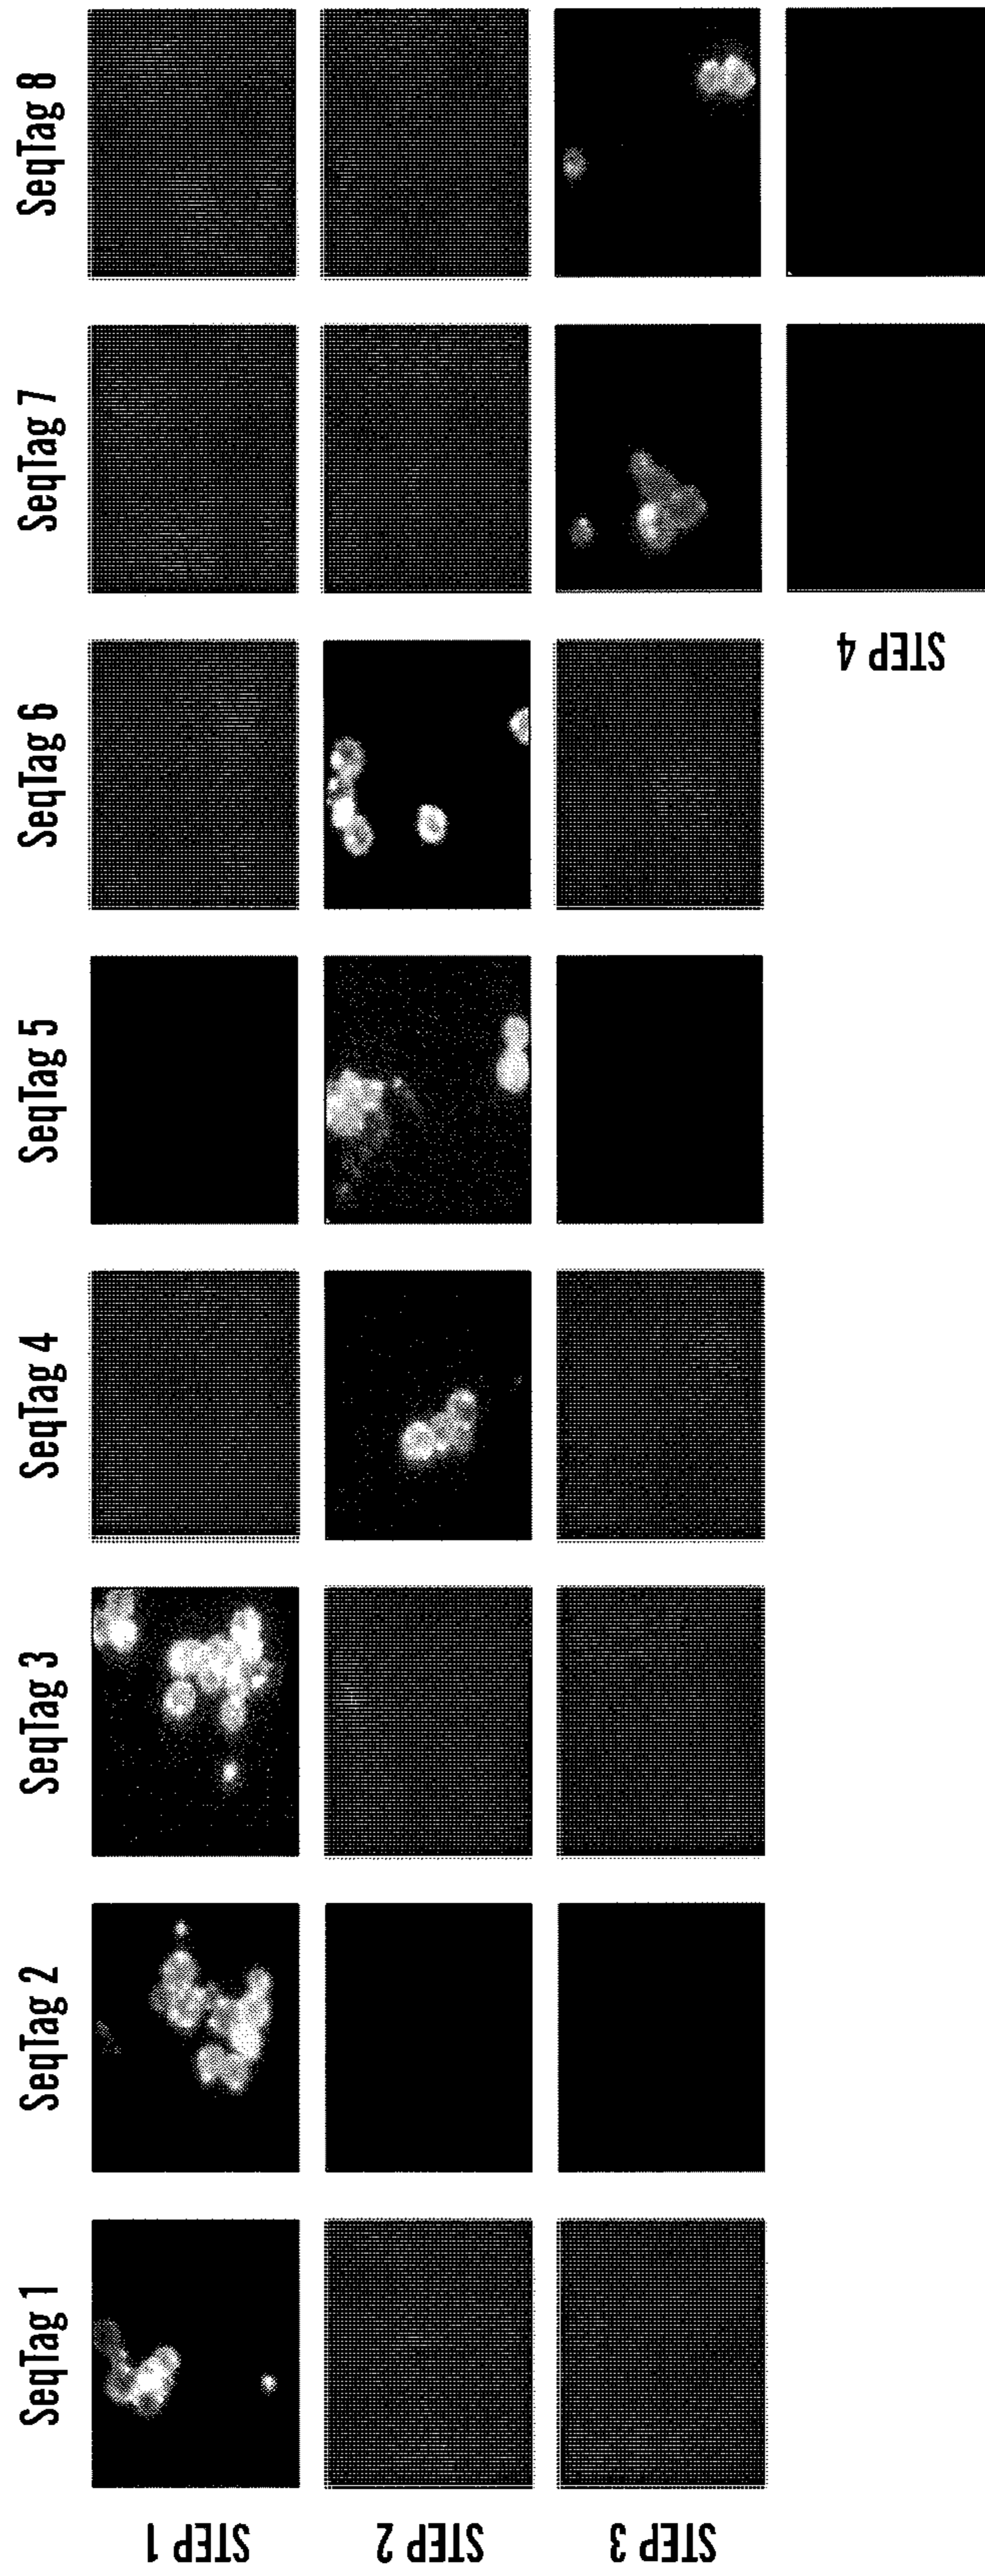 SeqTag 1
SeqTag 2
SeqTag 3
SeqTag 4
SeqTag 5
SeqTag 6
SeqTag 7
SeqTag 8
STEP 1
STEP 2
STEP 3
STEP 4